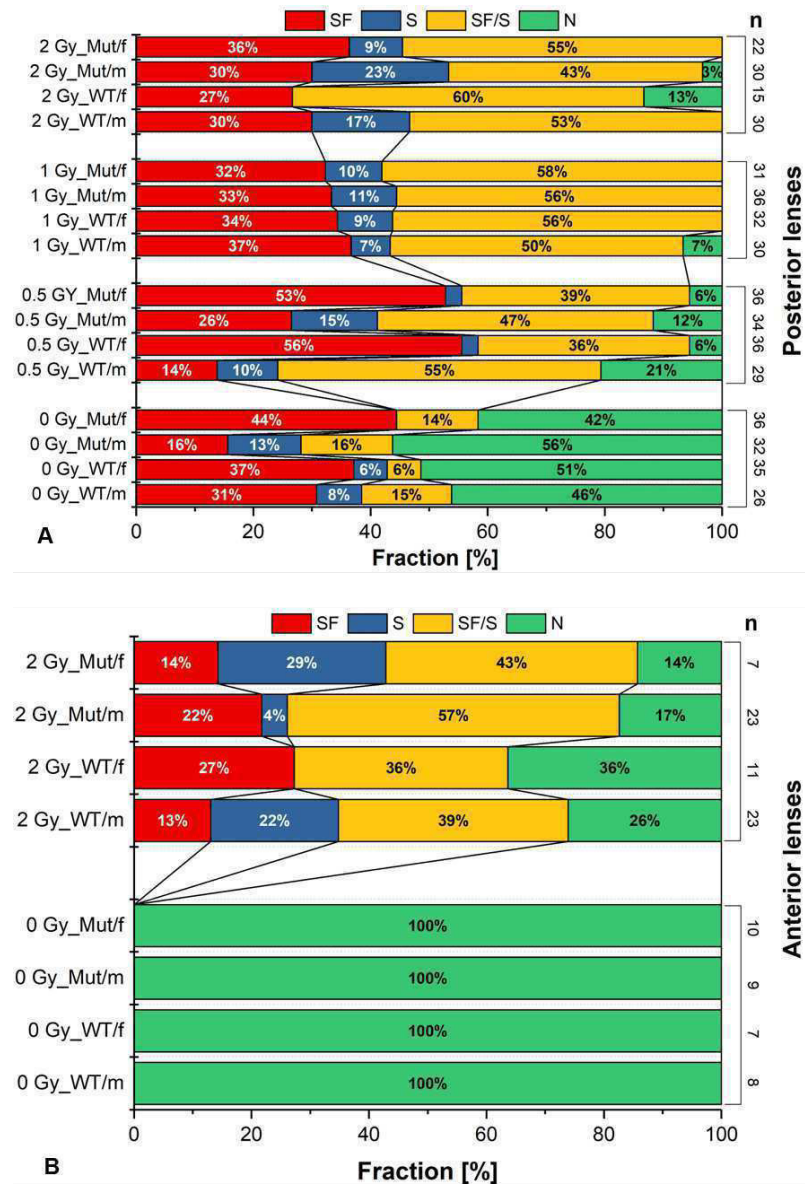 SF S SF/S N n
2 Gy_Mut/f 36% 9% 55% 22
2 Gy_Mut/m 30% 23% 43% 3% 30
2 Gy_WT/f 27% 60% 13% 15
2 Gy_WT/m 30% 17% 53% 30
1 Gy_Mut/f 32% 10% 58% 31
1 Gy_Mut/m 33% 11% 56% 36
1 Gy_WT/f 34% 9% 56% 32
1 Gy_WT/m 37% 7% 50% 7% 30
0.5 GY_Mut/f 53% 39% 6% 36
0.5 Gy_Mut/m 26% 15% 47% 12% 34
0.5 Gy_WT/f 56% 36% 6% 36
0.5 Gy_WT/m 14% 10% 55% 21% 29
0 Gy_Mut/f 44% 14% 42% 36
0 Gy_Mut/m 16% 13% 16% 56% 32
0 Gy_WT/f 37% 6% 6% 51% 35
0 Gy_WT/m 31% 8% 15% 46% 26
Posterior lenses
0 20 40 60 80 100
A
Fraction [%]
SF S SF/S N n
2 Gy_Mut/f 14% 29% 43% 14% 7
2 Gy_Mut/m 22% 4% 57% 17% 23
2 Gy_WT/f 27% 36% 36% 11
2 Gy_WT/m 13% 22% 39% 26% 23
0 Gy_Mut/f 100% 10
0 Gy_Mut/m 100% 9
0 Gy_WT/f 100% 7
0 Gy_WT/m 100% 8
Anterior lenses
0 20 40 60 80 100
B
Fraction [%]